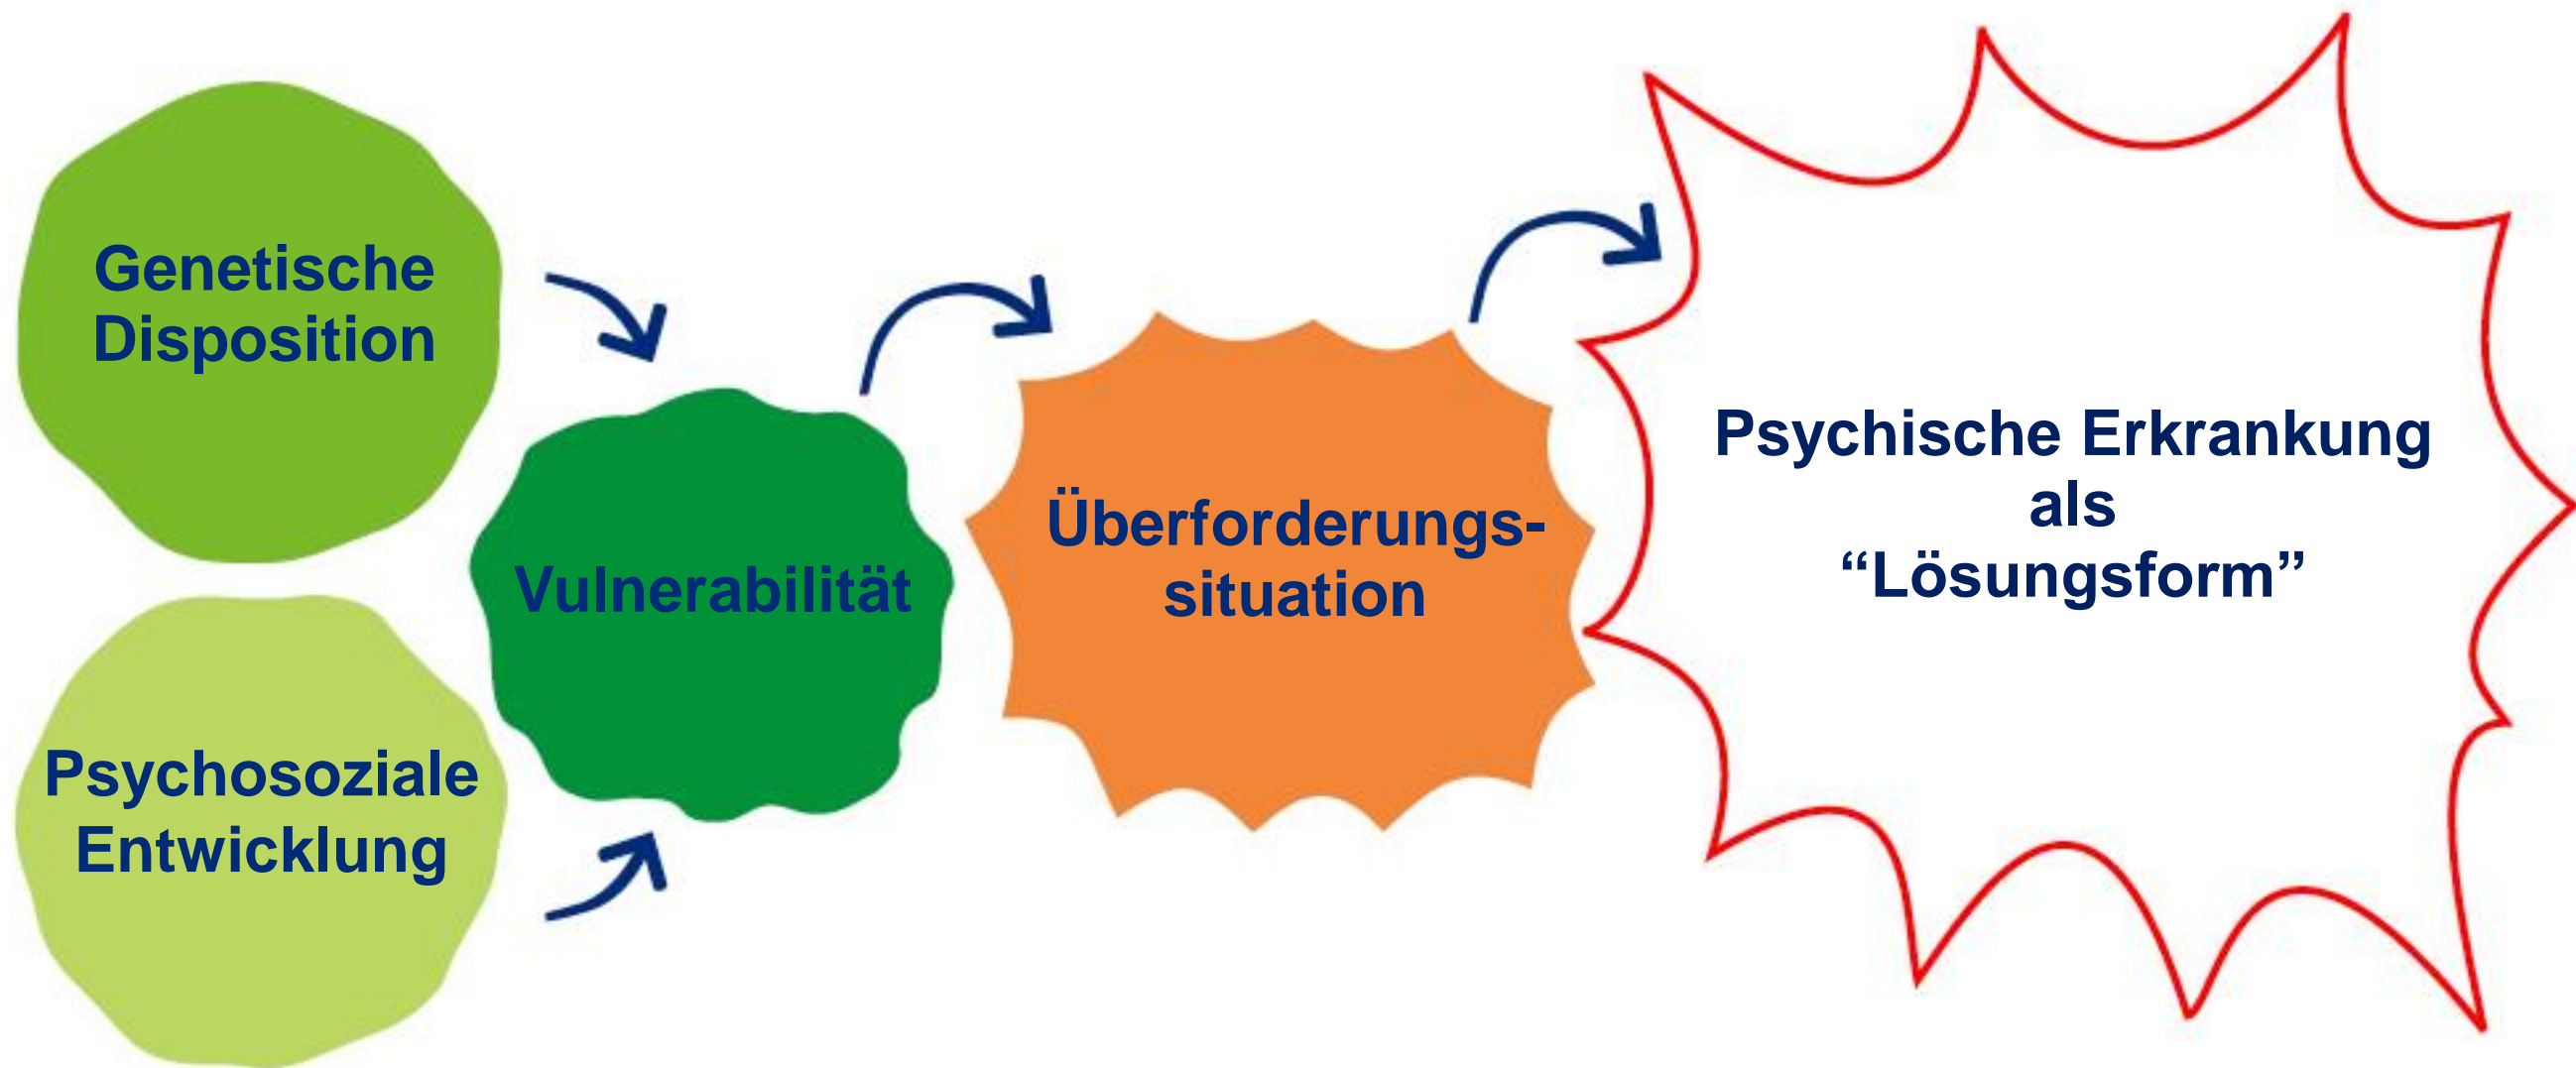 Genetische
Disposition
Psychosoziale
Entwicklung
Vulnerabilität
Überforderungs-
situation
Psychische Erkrankung
als
“Lösungsform”